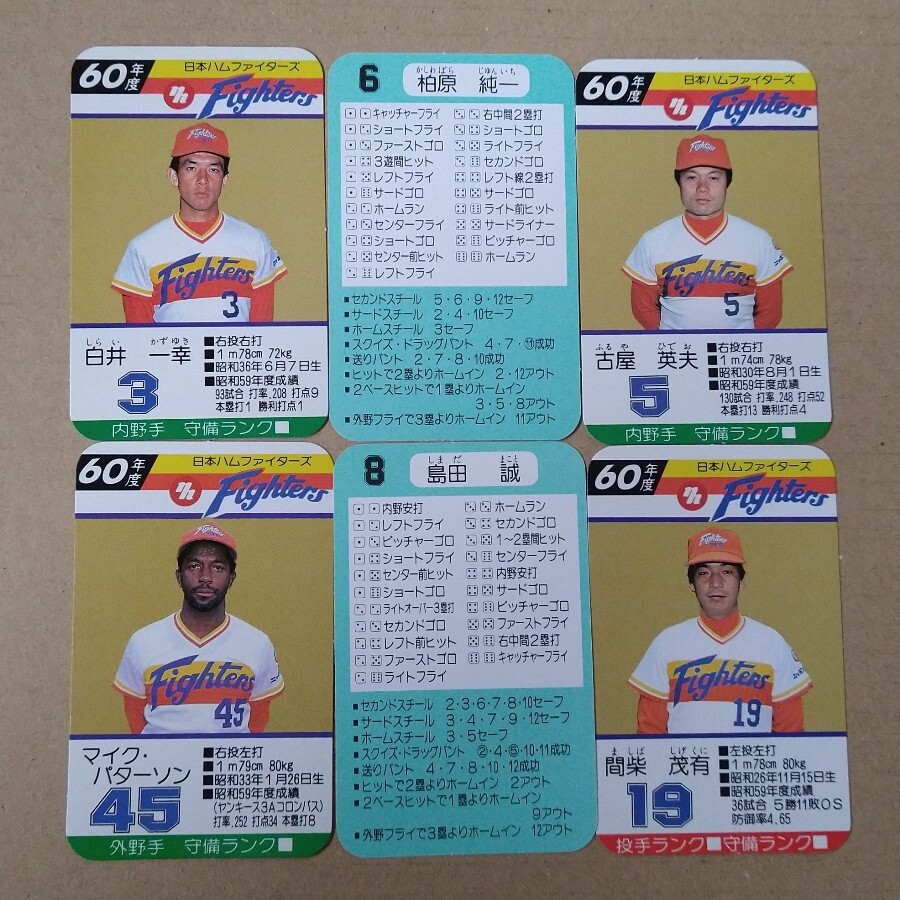 60年度
日本ハムファイターズ
Fighters
Fighters
3
しらい かずゆき
白井 一幸
3
■右投右打
■1m78cm 72kg
■昭和36年6月7日生
■昭和59年度成績
93試合 打率.208 打点9
本塁打1 勝利打点1
内野手 守備ランク■
6
かしわばら じゅんいち
柏原 純一
キャッチャーフライ
ショートフライ
ファーストゴロ
3遊間ヒット
レフトフライ
サードゴロ
ホームラン
センターフライ
ショートゴロ
センター前ヒット
レフトフライ
右中間2塁打
ショートゴロ
ライトフライ
セカンドゴロ
レフト線2塁打
サードゴロ
ライト前ヒット
サードライナー
ピッチャーゴロ
ホームラン
■セカンドスチール 5・6・9・12セーフ
■サードスチール 2・4・10セーフ
■ホームスチール 3セーフ
■スクイズ・ドラッグバント 4・7・⑪成功
■送りバント 2・7・8・10成功
■ヒットで2塁よりホームイン 2・12アウト
■2ベースヒットで1塁よりホームイン
3・5・8アウト
■外野フライで3塁よりホームイン 11アウト
60年度
日本ハムファイターズ
Fighters
Fighters
5
ふるや ひでお
古屋 英夫
5
■右投右打
■1m74cm 78kg
■昭和30年8月1日生
■昭和59年度成績
130試合 打率.248 打点52
本塁打13 勝利打点4
内野手 守備ランク■
60年度
日本ハムファイターズ
Fighters
Fighters
45
マイク・
パターソン
45
■右投左打
■1m79cm 80kg
■昭和33年1月26日生
■昭和59年度成績
(ヤンキース3Aコロンバス)
打率.252 打点34 本塁打8
外野手 守備ランク■
8
しまだ まこと
島田 誠
内野安打
レフトフライ
ピッチャーゴロ
ショートフライ
センター前ヒット
ショートゴロ
ライトオーバー3塁打
セカンドゴロ
レフト前ヒット
ファーストゴロ
ライトフライ
ホームラン
セカンドゴロ
1〜2塁間ヒット
センターフライ
内野安打
サードゴロ
ピッチャーゴロ
ファーストフライ
右中間2塁打
キャッチャーフライ
■セカンドスチール 2・3・6・7・8・10セーフ
■サードスチール 3・4・7・9・12セーフ
■ホームスチール 3・5セーフ
■スクイズ・ドラッグバント ②・4・⑤・10・11成功
■送りバント 4・7・8・10・12成功
■ヒットで2塁よりホームイン 2アウト
■2ベースヒットで1塁よりホームイン
9アウト
■外野フライで3塁よりホームイン 12アウト
60年度
日本ハムファイターズ
Fighters
Fighters
19
ましば しげくに
間柴 茂有
19
■左投左打
■1m78cm 80kg
■昭和26年11月15日生
■昭和59年度成績
36試合 5勝11敗0S
防御率4.65
投手ランク■守備ランク■